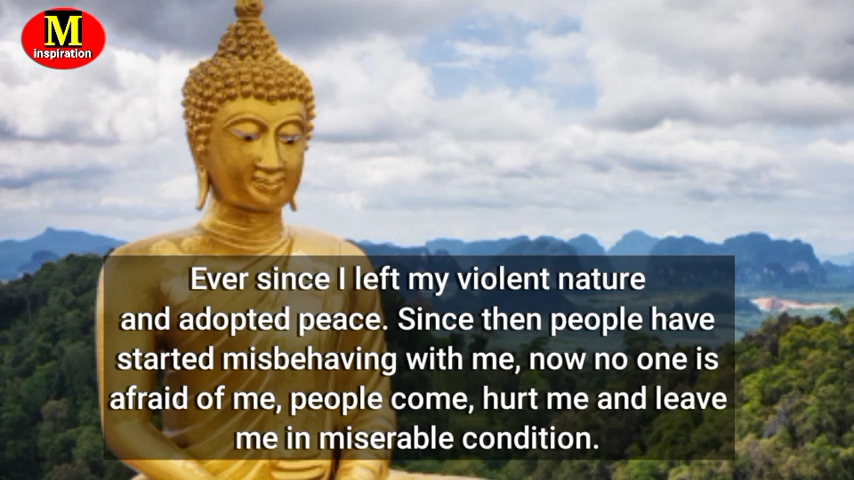 M
inspiration
Ever since I left my violent nature
and adopted peace. Since then people have
started misbehaving with me, now no one is
afraid of me, people come, hurt me and leave
me in miserable condition.